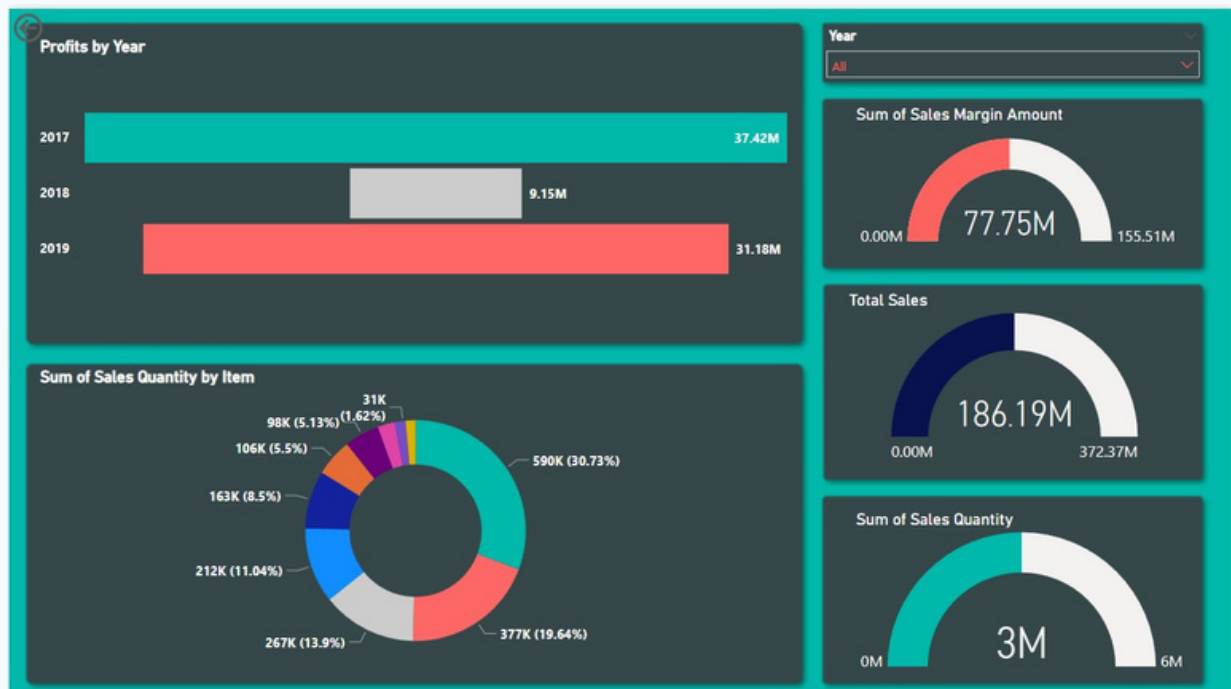 Profits by Year
2017
37.42M
2018
9.15M
2019
31.18M
Year
All
Sum of Sales Margin Amount
77.75M
0.00M
155.51M
Total Sales
186.19M
0.00M
372.37M
Sum of Sales Quantity by Item
31K
(1.62%)
98K (5.13%)
106K (5.5%)
163K (8.5%)
212K (11.04%)
267K (13.9%)
377K (19.64%)
590K (30.73%)
Sum of Sales Quantity
3M
0M
6M